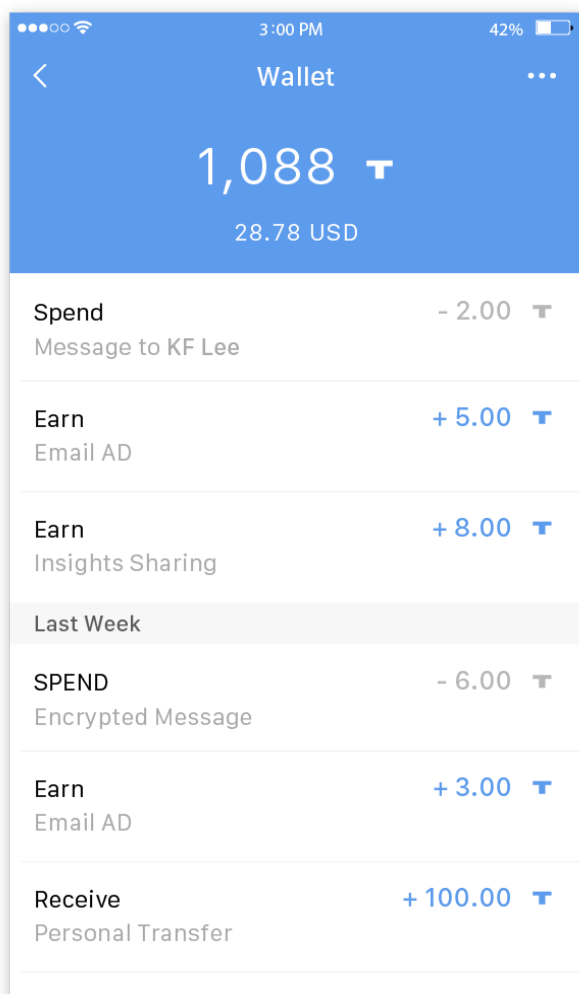 3:00 PM
42%
Wallet
1,088
28.78 USD
Spend
- 2.00
Message to KF Lee
Earn
+ 5.00
Email AD
Earn
+ 8.00
Insights Sharing
Last Week
SPEND
- 6.00
Encrypted Message
Earn
+ 3.00
Email AD
Receive
+ 100.00
Personal Transfer